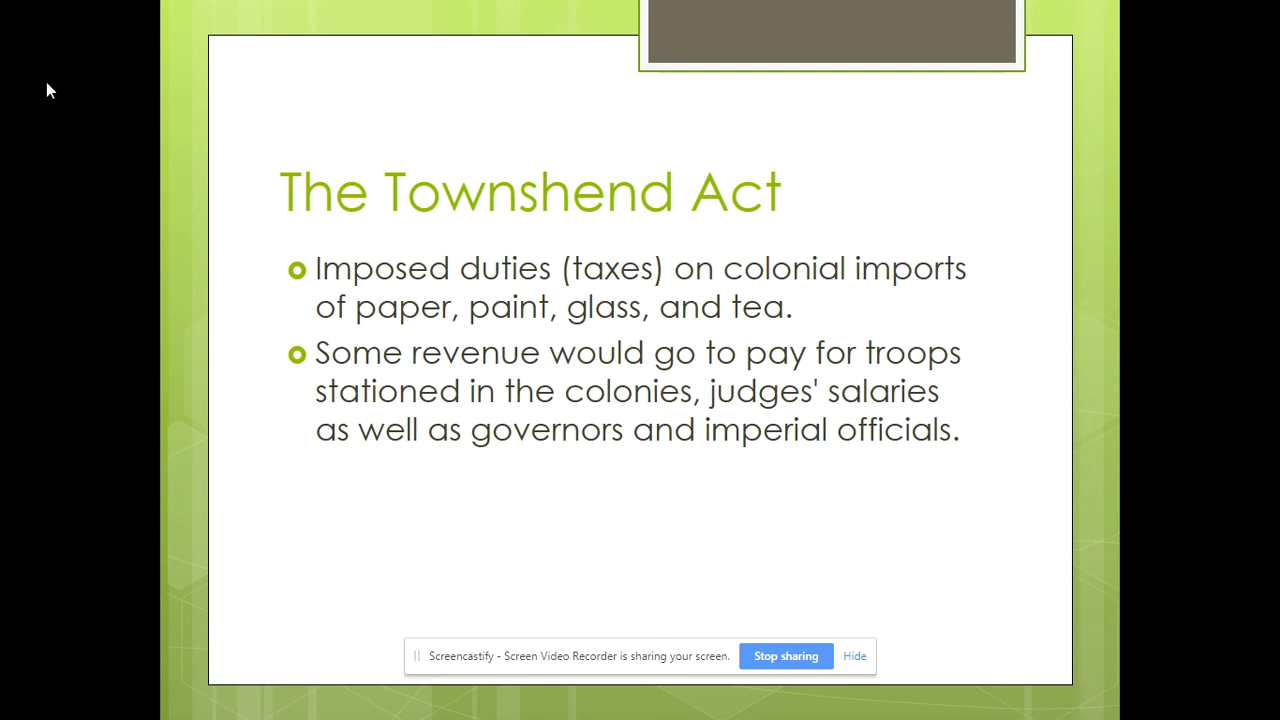 The Townshend Act
Imposed duties (taxes) on colonial imports
of paper, paint, glass, and tea.
Some revenue would go to pay for troops
stationed in the colonies, judges' salaries
as well as governors and imperial officials.
Screencastify - Screen Video Recorder is sharing your screen. Stop sharing Hide